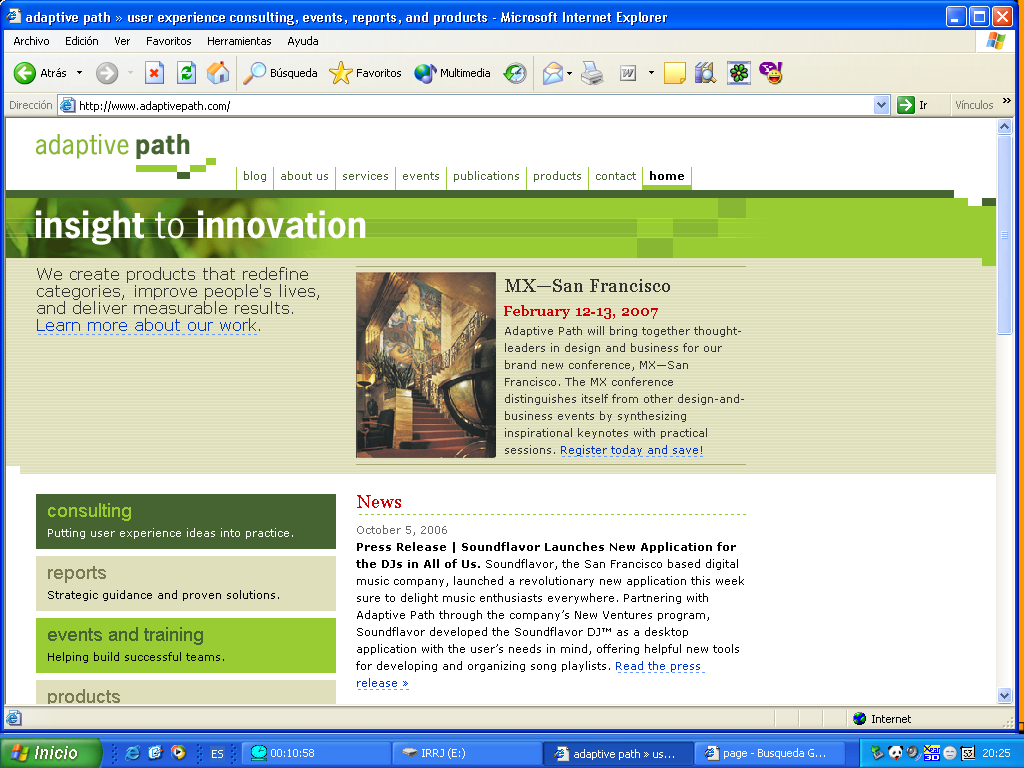 adaptive path » user experience consulting, events, reports, and products - Microsoft Internet Explorer
Archivo Edición Ver Favoritos Herramientas Ayuda
Atrás Búsqueda Favoritos Multimedia
Dirección http://www.adaptivepath.com/ Ir Vínculos »
adaptive path
blog about us services events publications products contact home
insight to innovation
We create products that redefine
categories, improve people's lives,
and deliver measurable results.
Learn more about our work.
MX—San Francisco
February 12-13, 2007
Adaptive Path will bring together thought-
leaders in design and business for our
brand new conference, MX—San
Francisco. The MX conference
distinguishes itself from other design-and-
business events by synthesizing
inspirational keynotes with practical
sessions. Register today and save!
consulting
Putting user experience ideas into practice.
reports
Strategic guidance and proven solutions.
events and training
Helping build successful teams.
products
News
October 5, 2006
Press Release | Soundflavor Launches New Application for
the DJs in All of Us. Soundflavor, the San Francisco based digital
music company, launched a revolutionary new application this week
sure to delight music enthusiasts everywhere. Partnering with
Adaptive Path through the company’s New Ventures program,
Soundflavor developed the Soundflavor DJ™ as a desktop
application with the user’s needs in mind, offering helpful new tools
for developing and organizing song playlists. Read the press
release »
Internet
Inicio ES 00:10:58 IRRJ (E:) adaptive path » us... page - Busqueda G... 20:25